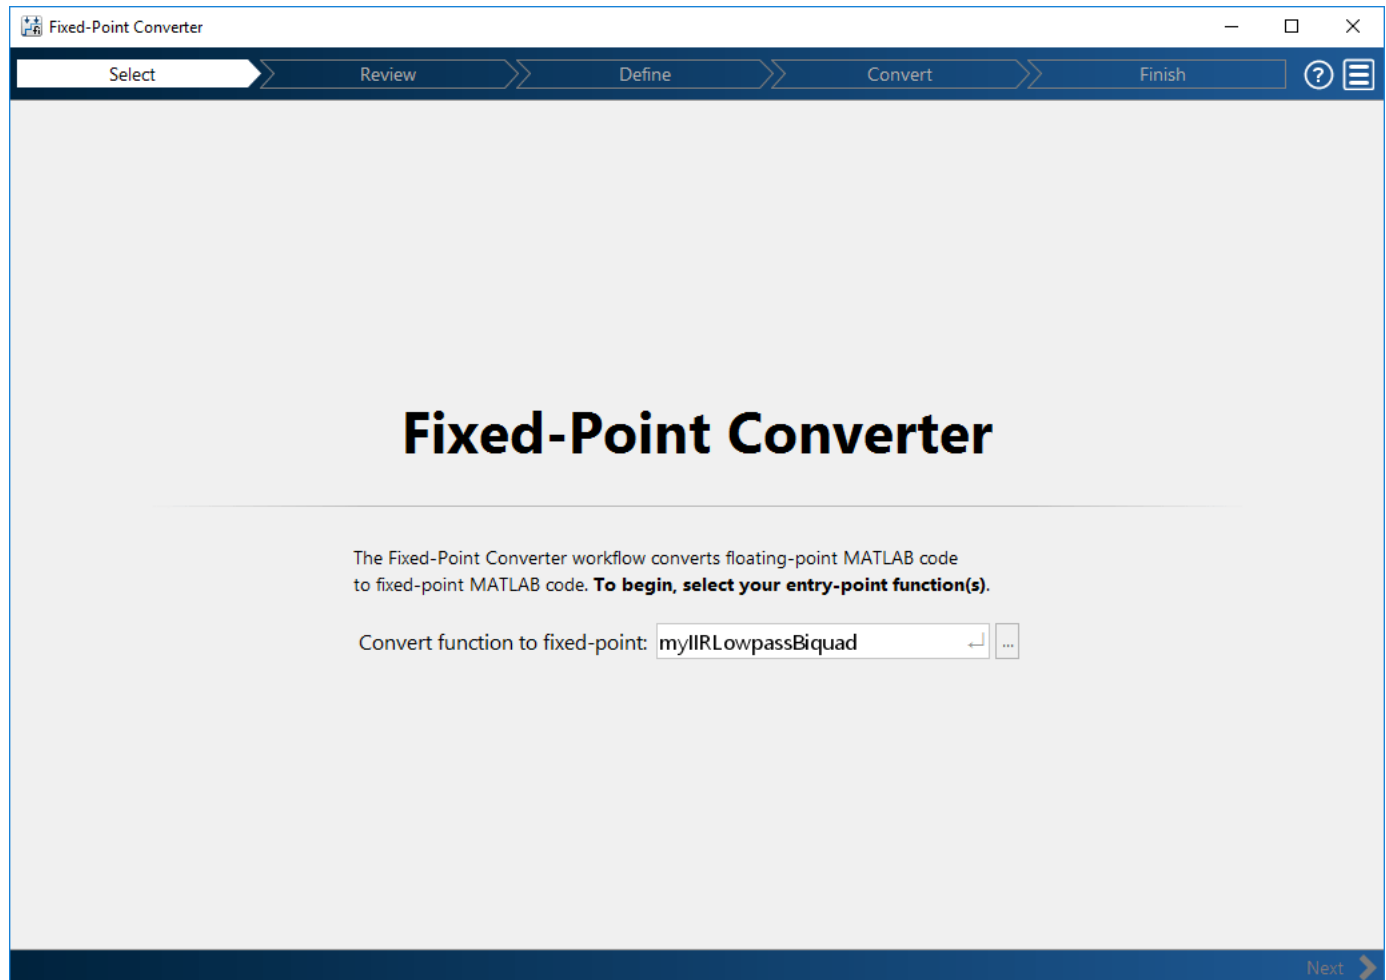 Fixed-Point Converter
Select Review Define Convert Finish ?
Fixed-Point Converter
The Fixed-Point Converter workflow converts floating-point MATLAB code
to fixed-point MATLAB code. To begin, select your entry-point function(s).
Convert function to fixed-point: myIIRLowpassBiquad ...
Next